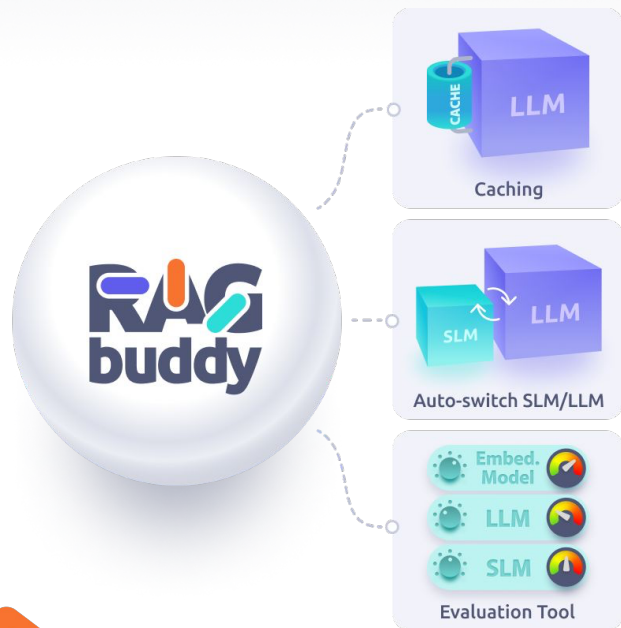 RAG
buddy
CACHE
LLM
Caching
SLM
LLM
Auto-switch SLM/LLM
Embed.
Model
LLM
SLM
Evaluation Tool